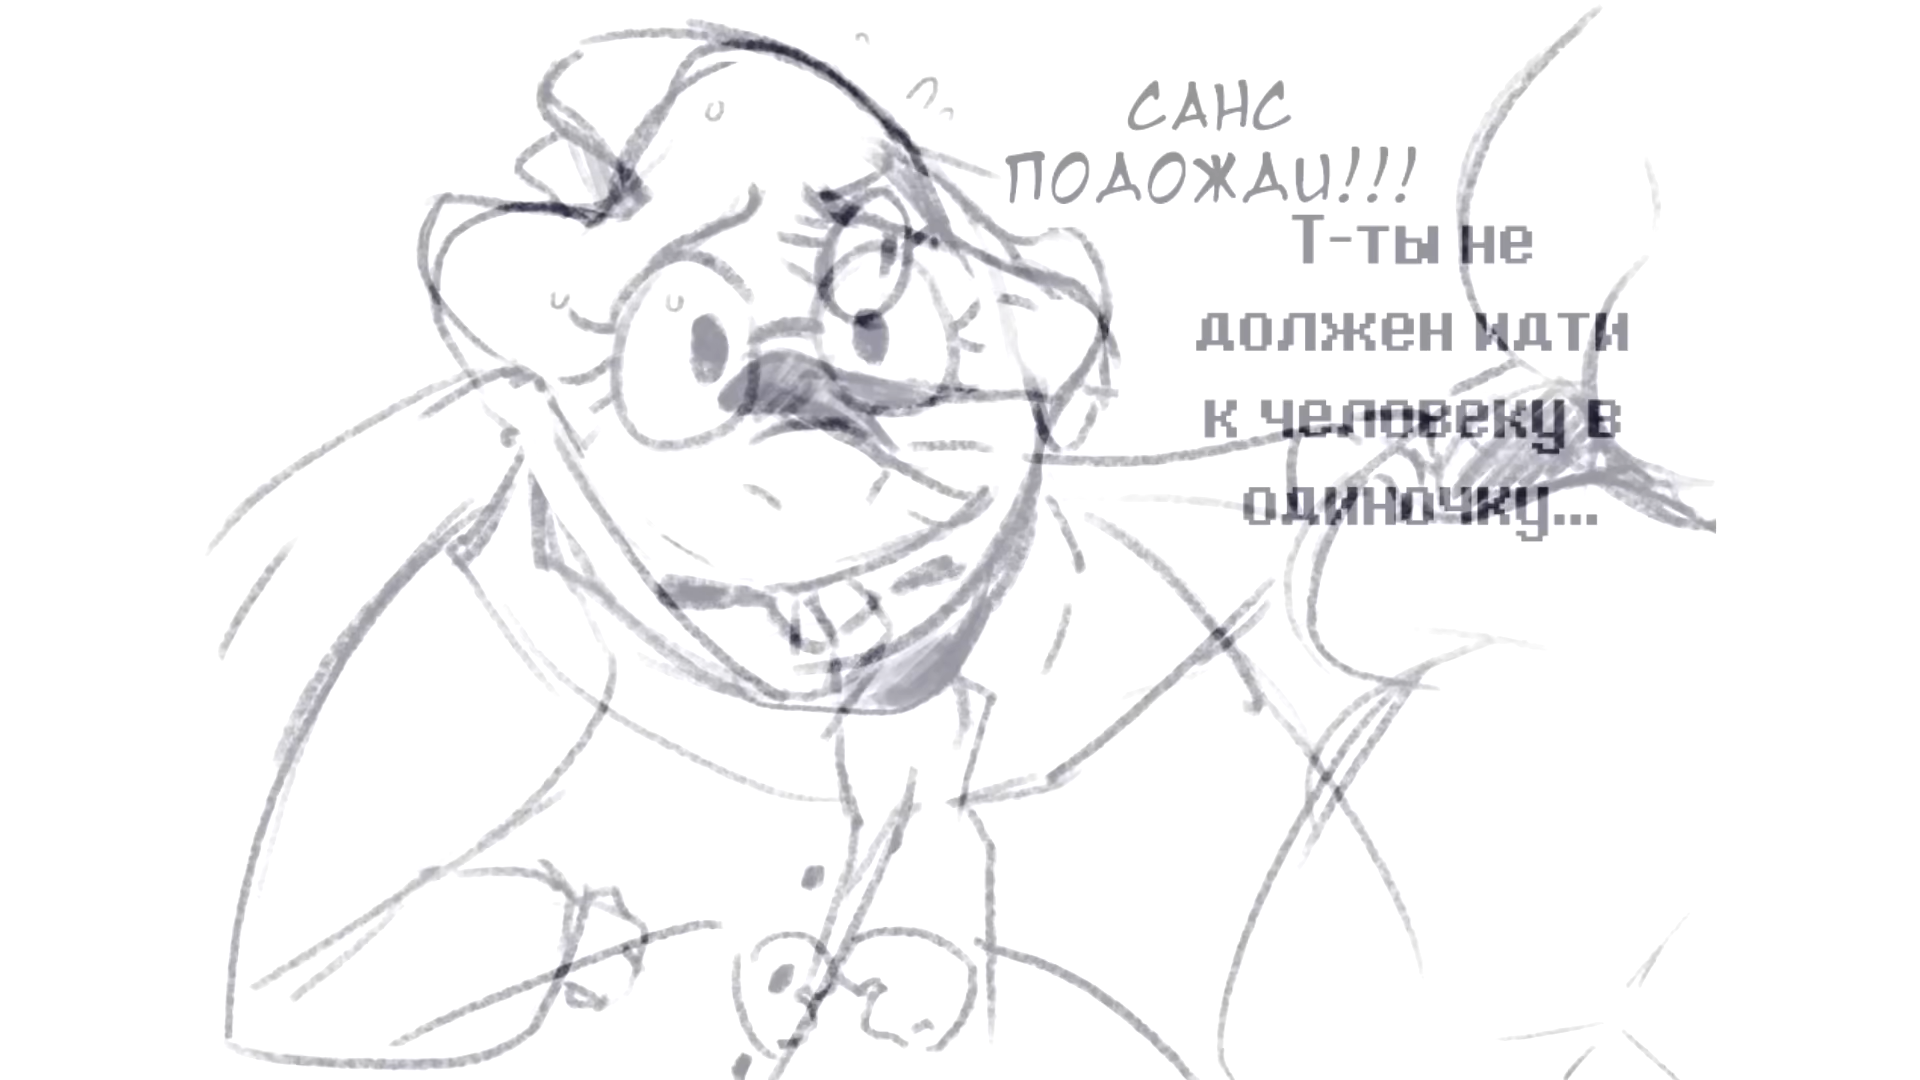 САНС
ПОДОЖДИ!!!
Т-ты не
должен идти
к человеку в
одиночку...